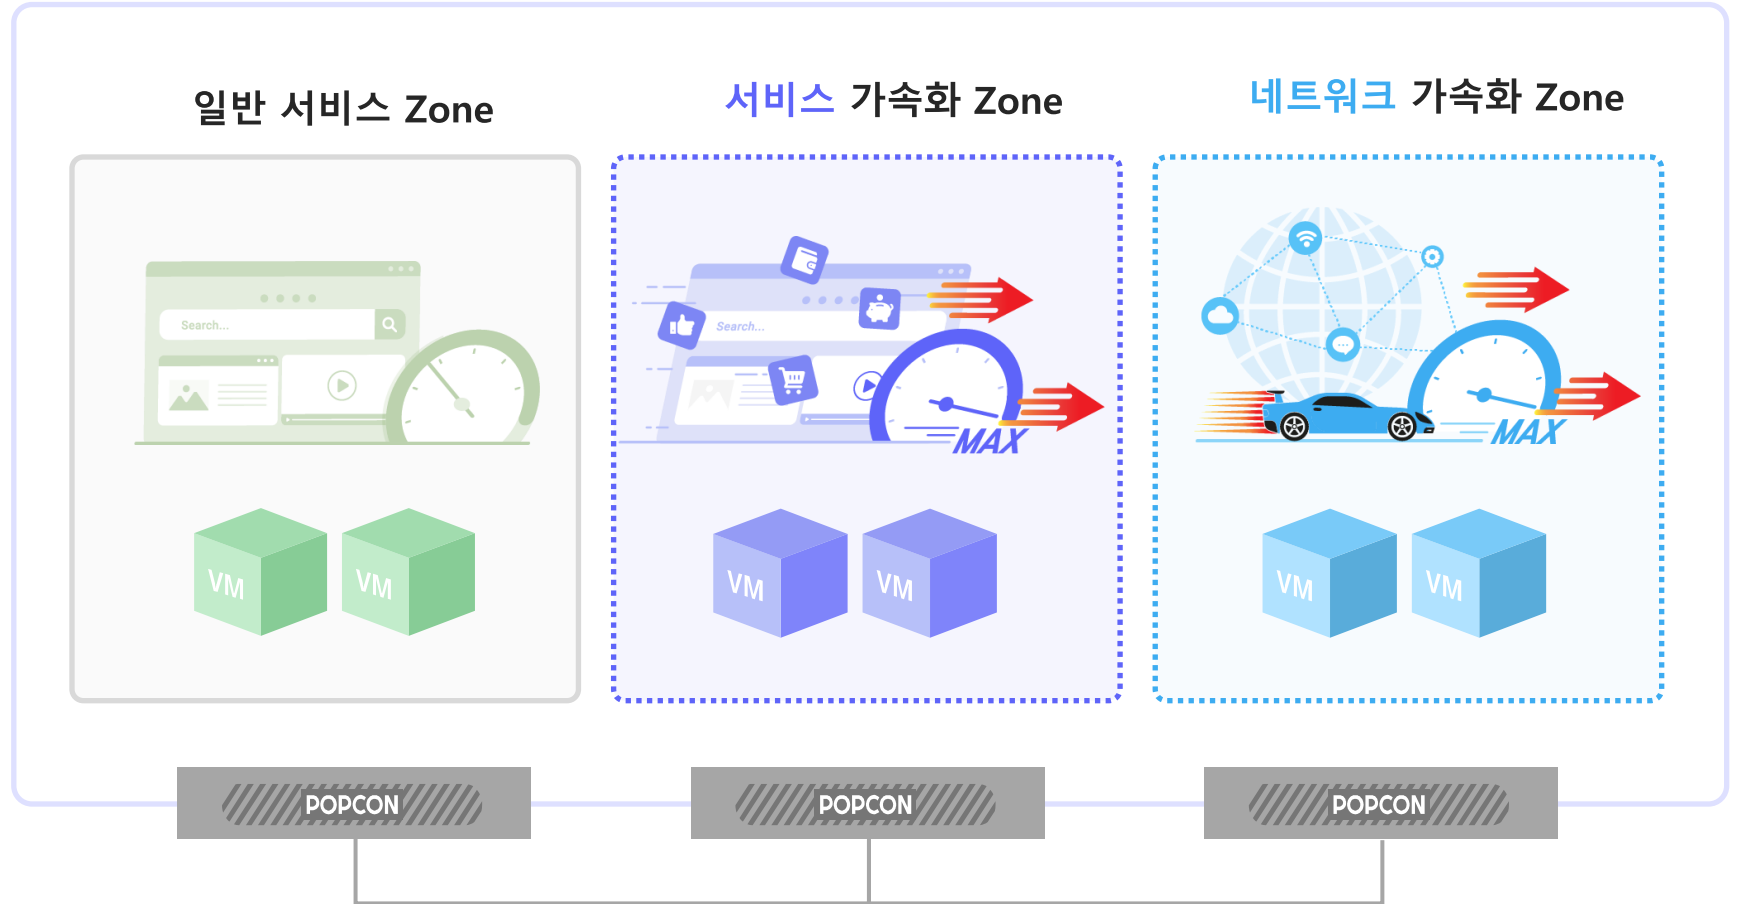 일반 서비스 Zone
서비스 가속화 Zone
네트워크 가속화 Zone
Search...
Search...
MAX
MAX
VM
VM
VM
VM
VM
VM
POPCON
POPCON
POPCON